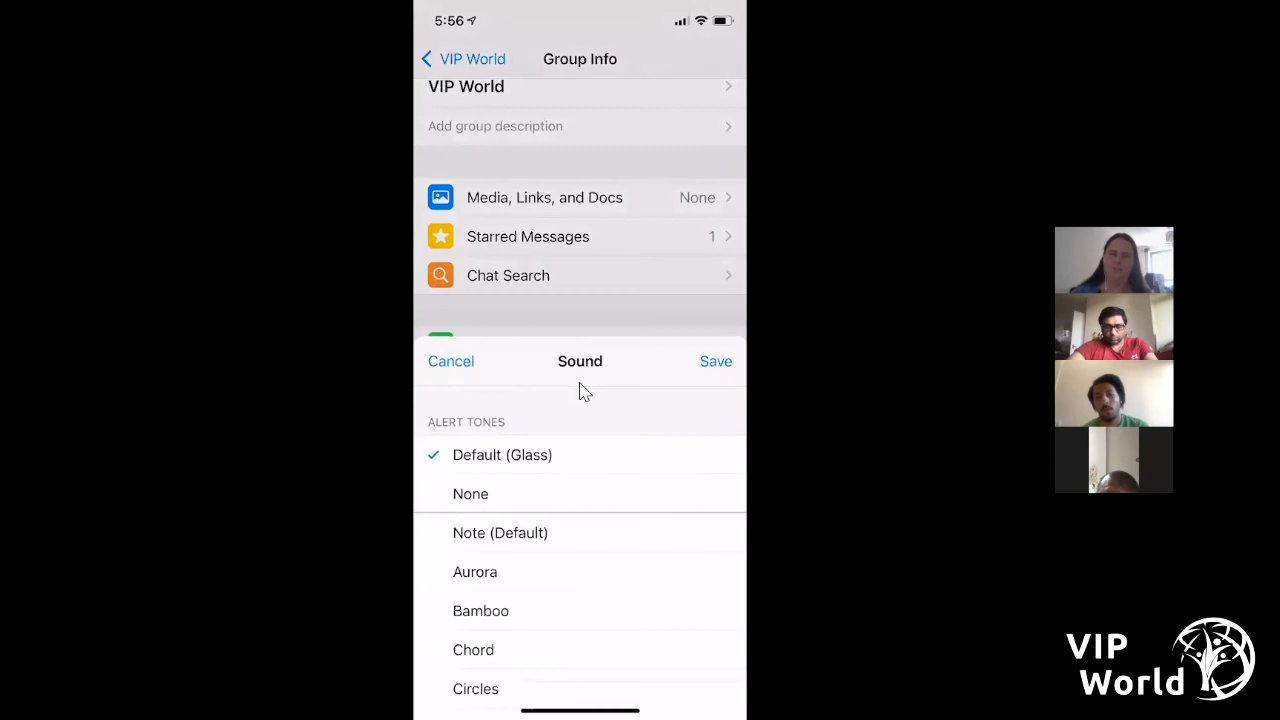 5:56
VIP World
Group Info
VIP World
Add group description
Media, Links, and Docs
None
Starred Messages
1
Chat Search
Cancel
Sound
Save
ALERT TONES
Default (Glass)
None
Note (Default)
Aurora
Bamboo
Chord
Circles
VIP
World